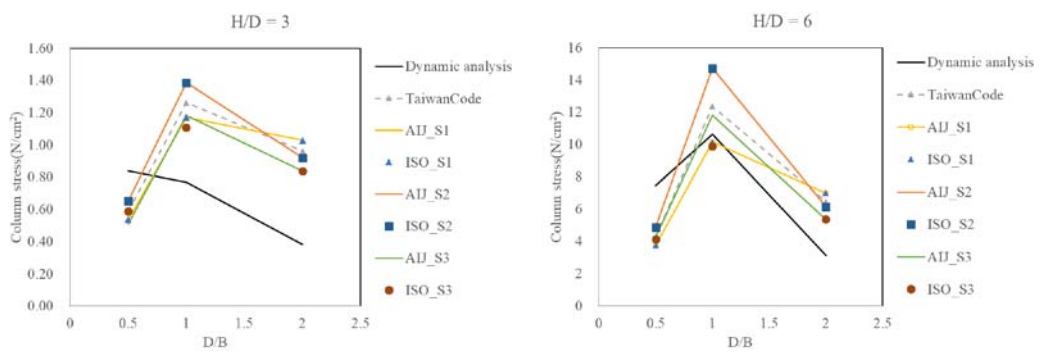 H/D = 3
Column stress(N/cm²)
1.60
1.40
1.20
1.00
0.80
0.60
0.40
0.20
0.00
0
0.5
1
1.5
2
2.5
D/B
Dynamic analysis
TaiwanCode
AIJ_S1
ISO_S1
AIJ_S2
ISO_S2
AIJ_S3
ISO_S3
H/D = 6
Column stress(N/cm²)
16
14
12
10
8
6
4
2
0
0
0.5
1
1.5
2
2.5
D/B
Dynamic analysis
TaiwanCode
AIJ_S1
ISO_S1
AIJ_S2
ISO_S2
AIJ_S3
ISO_S3